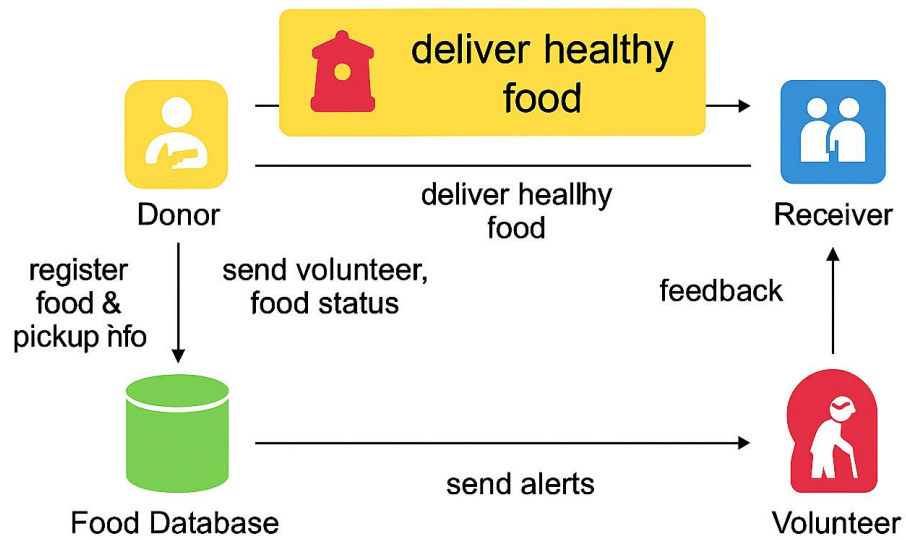 deliver healthy
food
Donor
deliver heallhy
food
Receiver
register
food &
pickup ìnfo
send volunteer,
food status
feedback
send alerts
Food Database
Volunteer